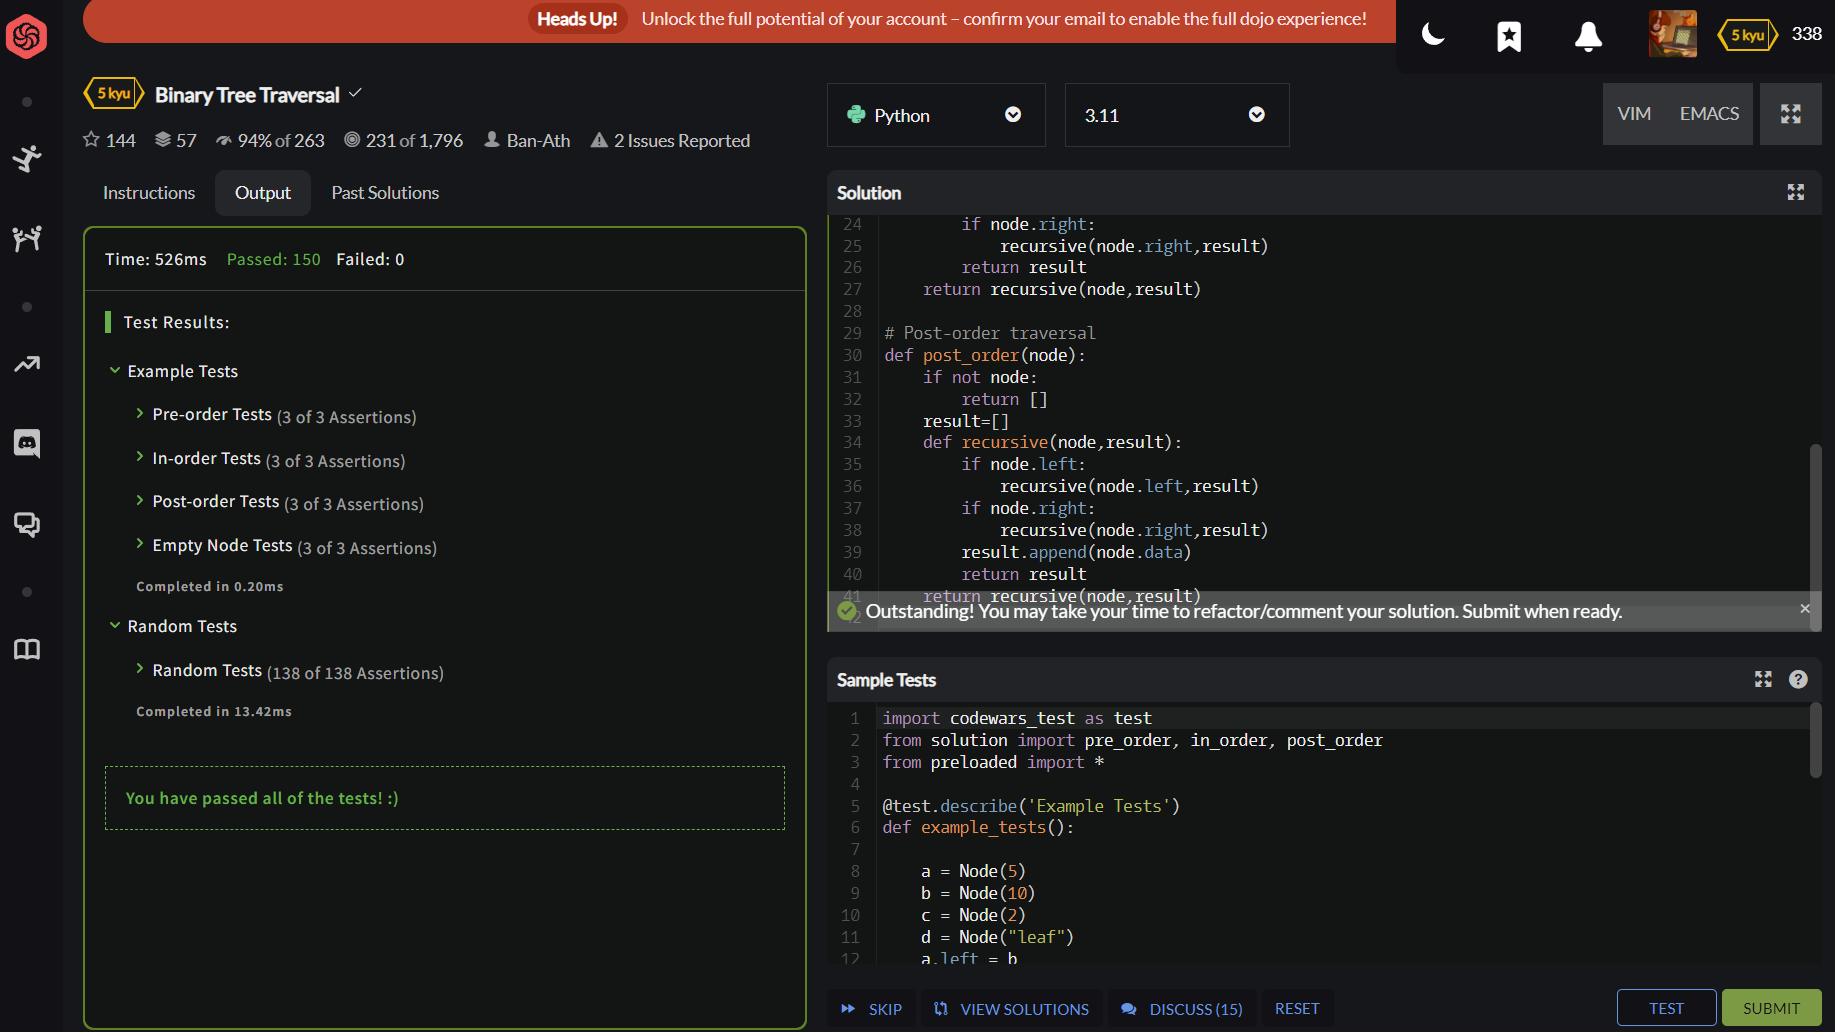 Heads Up! Unlock the full potential of your account – confirm your email to enable the full dojo experience!
5 kyu 338
5 kyu Binary Tree Traversal
144 57 94% of 263 231 of 1,796 Ban-Ath 2 Issues Reported
Instructions Output Past Solutions
Time: 526ms Passed: 150 Failed: 0
Test Results:
Example Tests
Pre-order Tests (3 of 3 Assertions)
In-order Tests (3 of 3 Assertions)
Post-order Tests (3 of 3 Assertions)
Empty Node Tests (3 of 3 Assertions)
Completed in 0.20ms
Random Tests
Random Tests (138 of 138 Assertions)
Completed in 13.42ms
You have passed all of the tests! :)
Python 3.11 VIM EMACS
Solution
24 if node.right:
25 recursive(node.right,result)
26 return result
27 return recursive(node,result)
28
29 # Post-order traversal
30 def post_order(node):
31 if not node:
32 return []
33 result=[]
34 def recursive(node,result):
35 if node.left:
36 recursive(node.left,result)
37 if node.right:
38 recursive(node.right,result)
39 result.append(node.data)
40 return result
41 return recursive(node,result)
42
Outstanding! You may take your time to refactor/comment your solution. Submit when ready.
Sample Tests
1 import codewars_test as test
2 from solution import pre_order, in_order, post_order
3 from preloaded import *
4
5 @test.describe('Example Tests')
6 def example_tests():
7
8 a = Node(5)
9 b = Node(10)
10 c = Node(2)
11 d = Node("leaf")
12 a.left = b
SKIP VIEW SOLUTIONS DISCUSS (15) RESET TEST SUBMIT